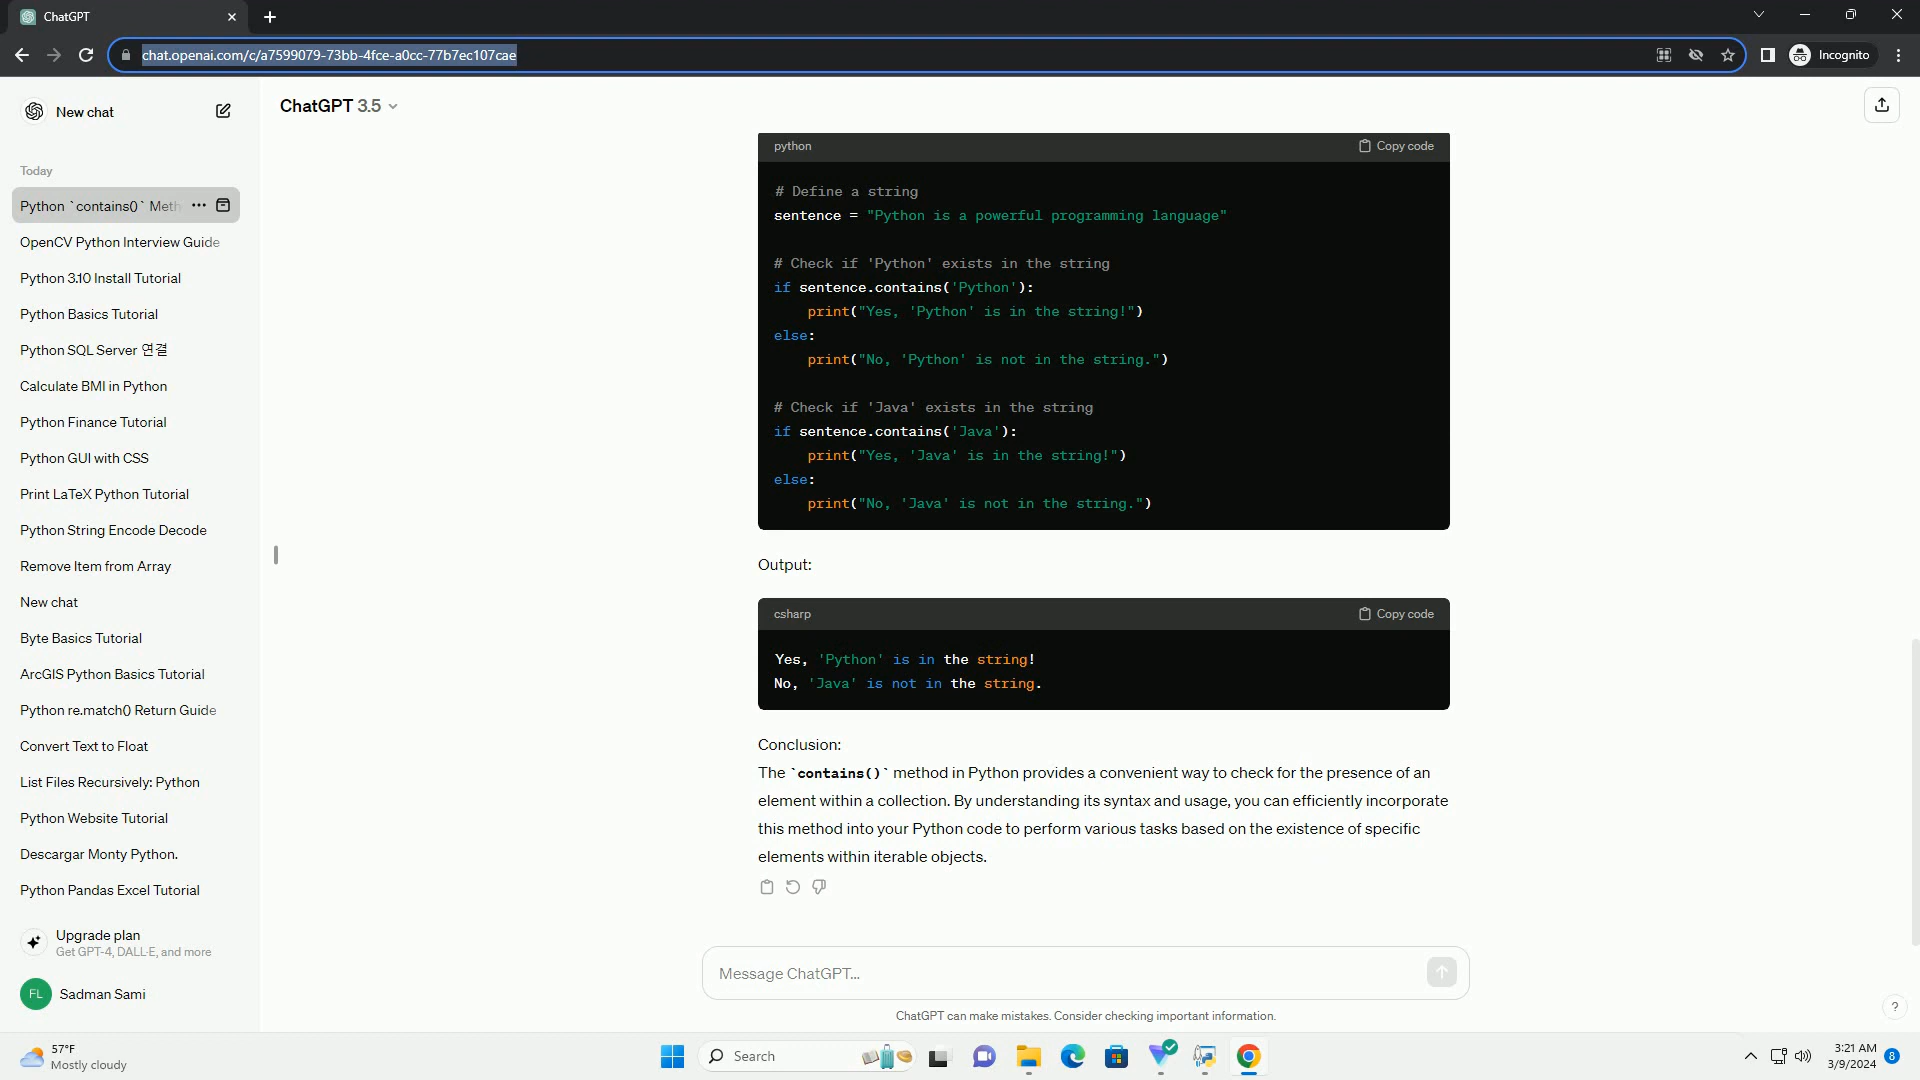 ChatGPT
chat.openai.com/c/a7599079-73bb-4fce-a0cc-77b7ec107cae
Incognito
New chat
Today
Python `contains()` Meth
OpenCV Python Interview Guide
Python 3.10 Install Tutorial
Python Basics Tutorial
Python SQL Server 연결
Calculate BMI in Python
Python Finance Tutorial
Python GUI with CSS
Print LaTeX Python Tutorial
Python String Encode Decode
Remove Item from Array
New chat
Byte Basics Tutorial
ArcGIS Python Basics Tutorial
Python re.match() Return Guide
Convert Text to Float
List Files Recursively: Python
Python Website Tutorial
Descargar Monty Python.
Python Pandas Excel Tutorial
Upgrade plan
Get GPT-4, DALL·E, and more
FL Sadman Sami
ChatGPT 3.5
python Copy code
# Define a string
sentence = "Python is a powerful programming language"
# Check if 'Python' exists in the string
if sentence.contains('Python'):
print("Yes, 'Python' is in the string!")
else:
print("No, 'Python' is not in the string.")
# Check if 'Java' exists in the string
if sentence.contains('Java'):
print("Yes, 'Java' is in the string!")
else:
print("No, 'Java' is not in the string.")
Output:
csharp Copy code
Yes, 'Python' is in the string!
No, 'Java' is not in the string.
Conclusion:
The `contains()` method in Python provides a convenient way to check for the presence of an
element within a collection. By understanding its syntax and usage, you can efficiently incorporate
this method into your Python code to perform various tasks based on the existence of specific
elements within iterable objects.
Message ChatGPT...
ChatGPT can make mistakes. Consider checking important information.
?
57°F
Mostly cloudy
Search
3:21 AM
3/9/2024
8